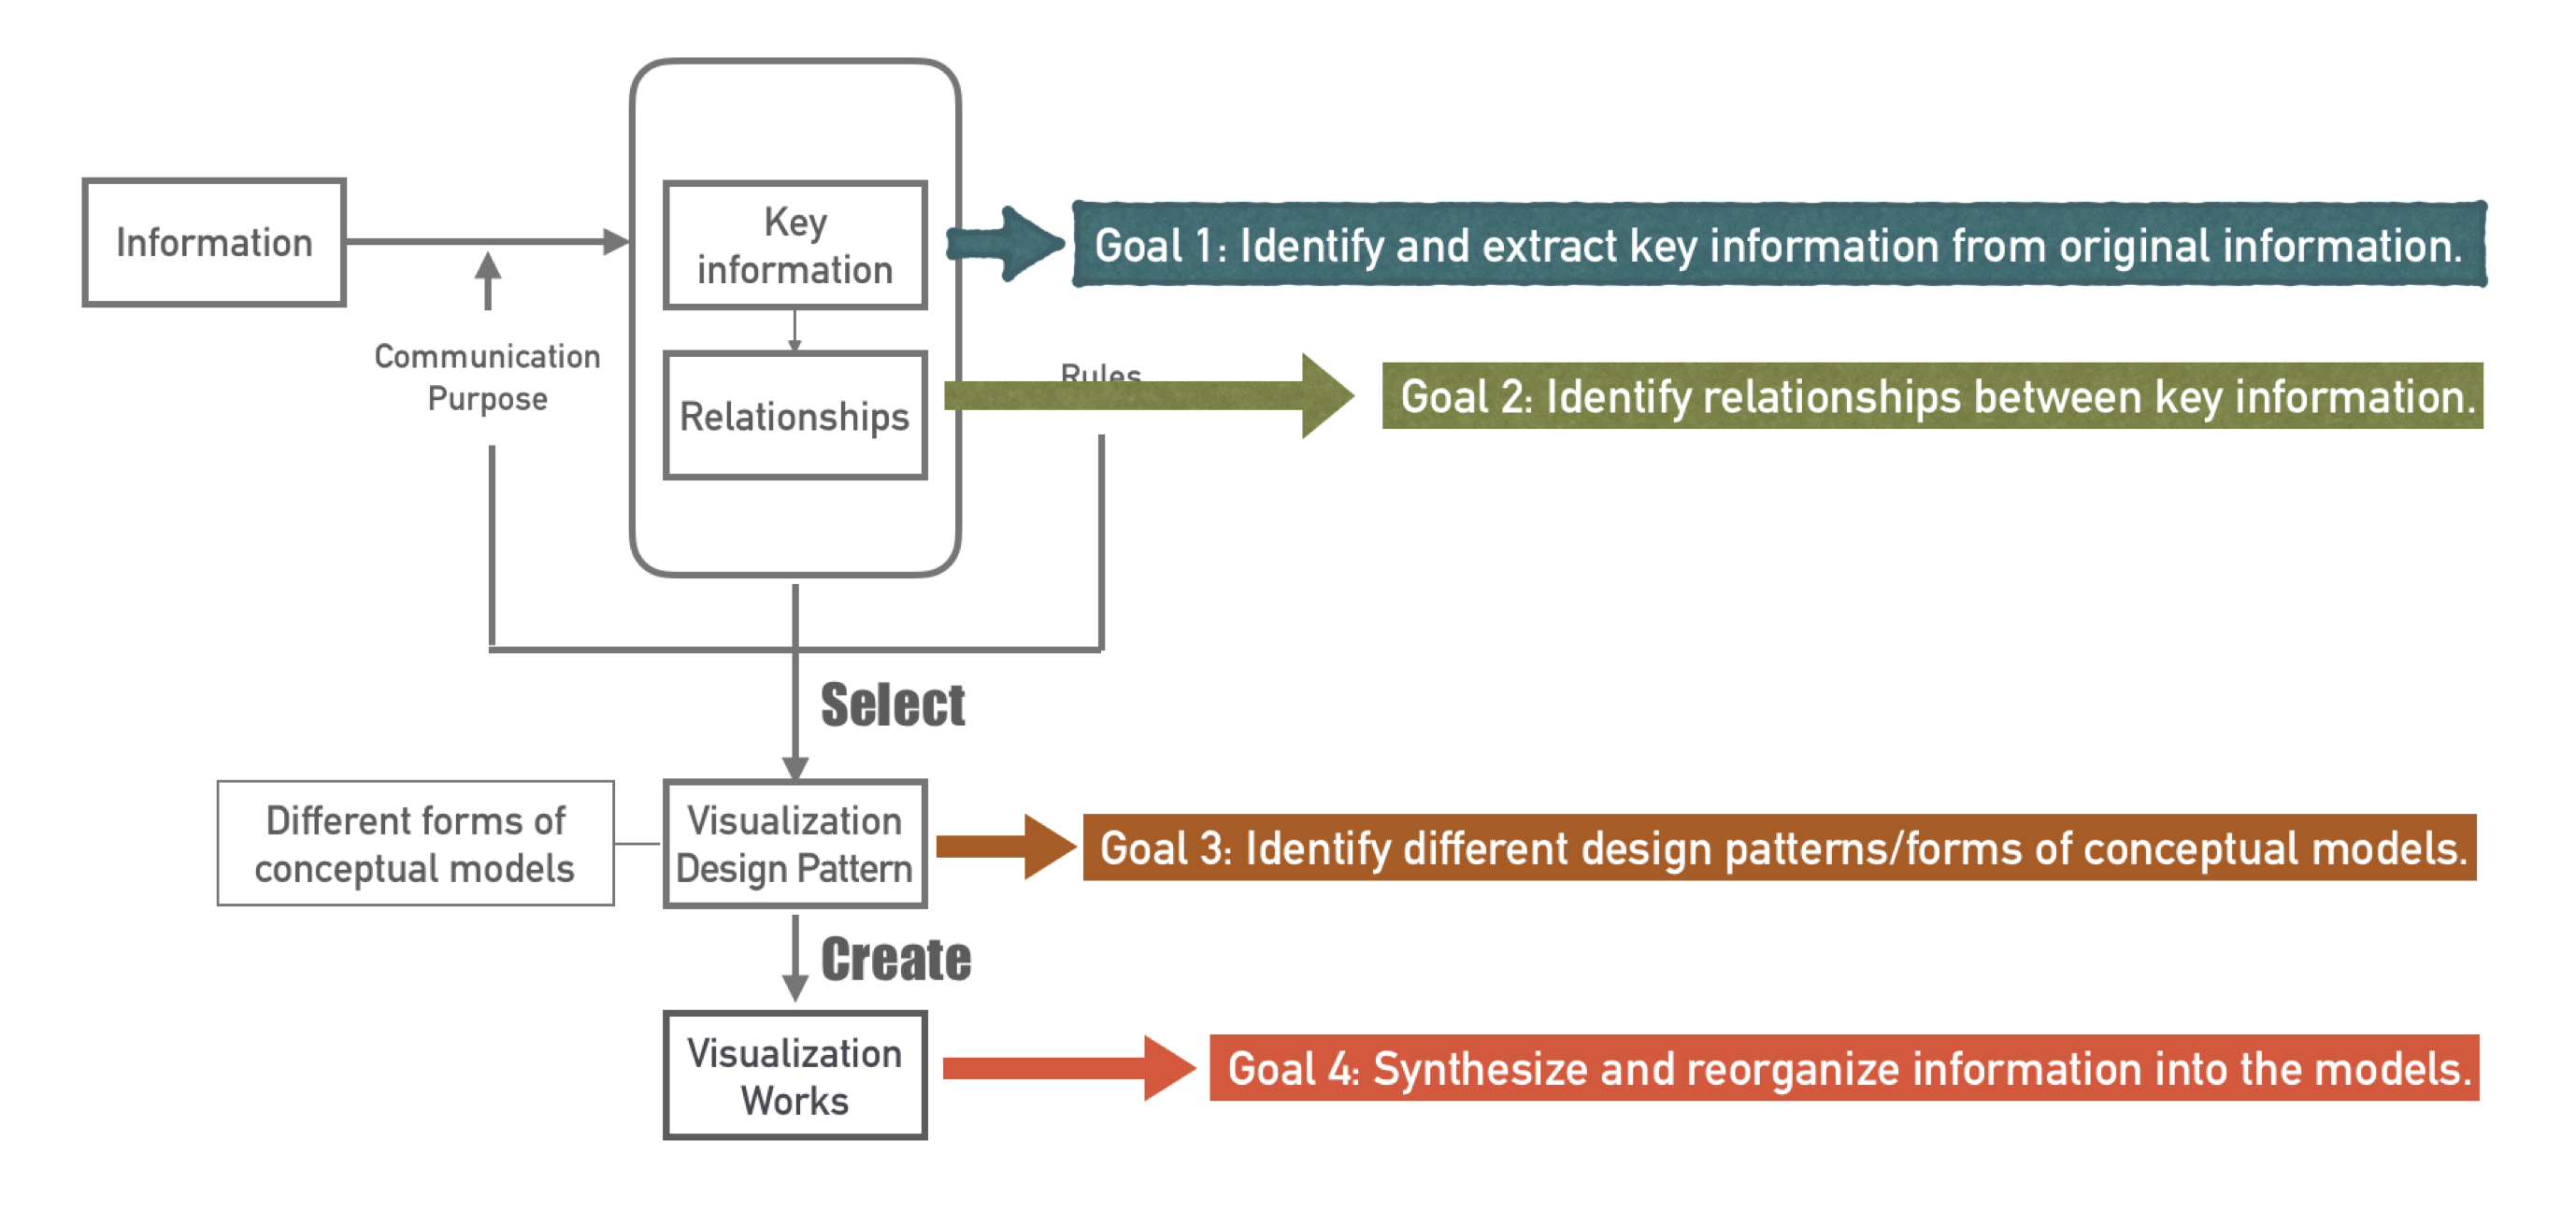 Information
Key
information
Goal 1: Identify and extract key information from original information.
Communication
Purpose
Relationships
Rules
Goal 2: Identify relationships between key information.
Select
Different forms of
conceptual models
Visualization
Design Pattern
Goal 3: Identify different design patterns/forms of conceptual models.
Create
Visualization
Works
Goal 4: Synthesize and reorganize information into the models.